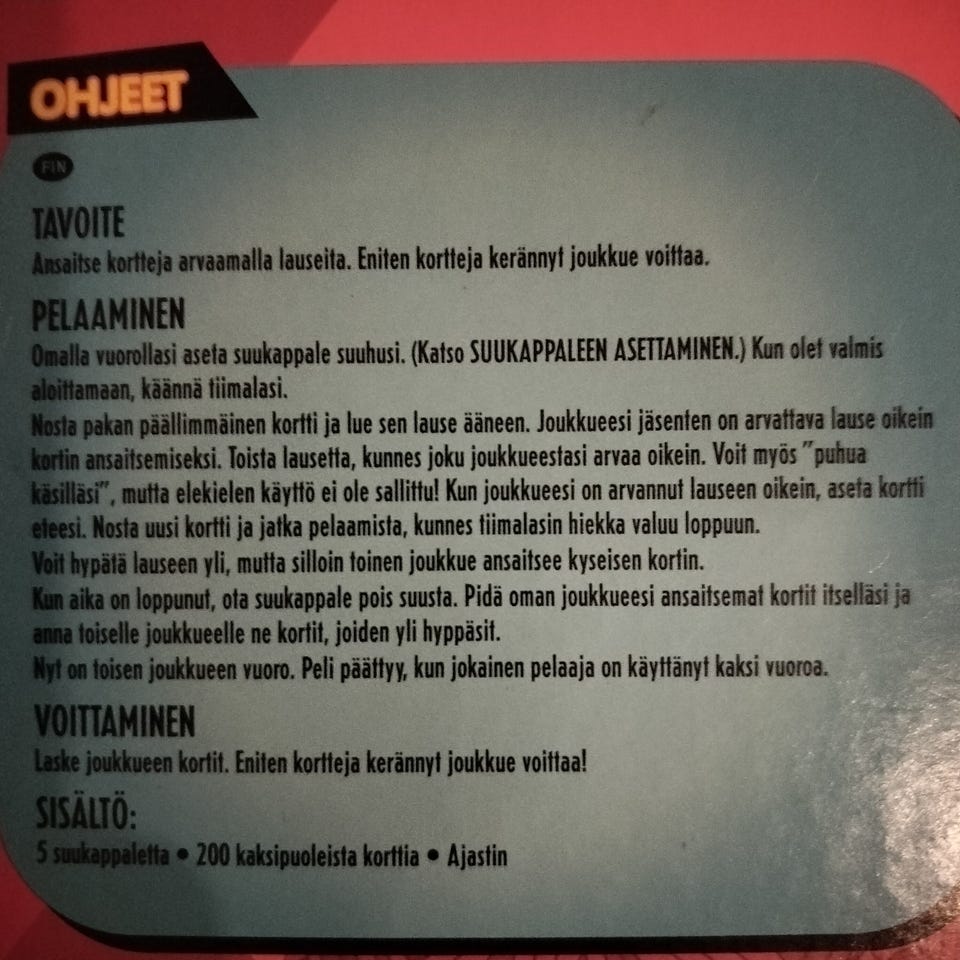 OHJEET
FIN
TAVOITE
Ansaitse kortteja arvaamalla lauseita. Eniten kortteja kerännyt joukkue voittaa.
PELAAMINEN
Omalla vuorollasi aseta suukappale suuhusi. (Katso SUUKAPPALEEN ASETTAMINEN.) Kun olet valmis
aloittamaan, käännä tiimalasi.
Nosta pakan päällimmäinen kortti ja lue sen lause ääneen. Joukkueesi jäsenten on arvattava lause oikein
kortin ansaitsemiseksi. Toista lausetta, kunnes joku joukkueestasi arvaa oikein. Voit myös "puhua
käsilläsi", mutta elekielen käyttö ei ole sallittu! Kun joukkueesi on arvannut lauseen oikein, aseta kortti
eteesi. Nosta uusi kortti ja jatka pelaamista, kunnes tiimalasin hiekka valuu loppuun.
Voit hypätä lauseen yli, mutta silloin toinen joukkue ansaitsee kyseisen kortin.
Kun aika on loppunut, ota suukappale pois suusta. Pidä oman joukkueesi ansaitsemat kortit itselläsi ja
anna toiselle joukkueelle ne kortit, joiden yli hyppäsit.
Nyt on toisen joukkueen vuoro. Peli päättyy, kun jokainen pelaaja on käyttänyt kaksi vuoroa.
VOITTAMINEN
Laske joukkueen kortit. Eniten kortteja kerännyt joukkue voittaa!
SISÄLTÖ:
5 suukappaletta • 200 kaksipuoleista korttia • Ajastin